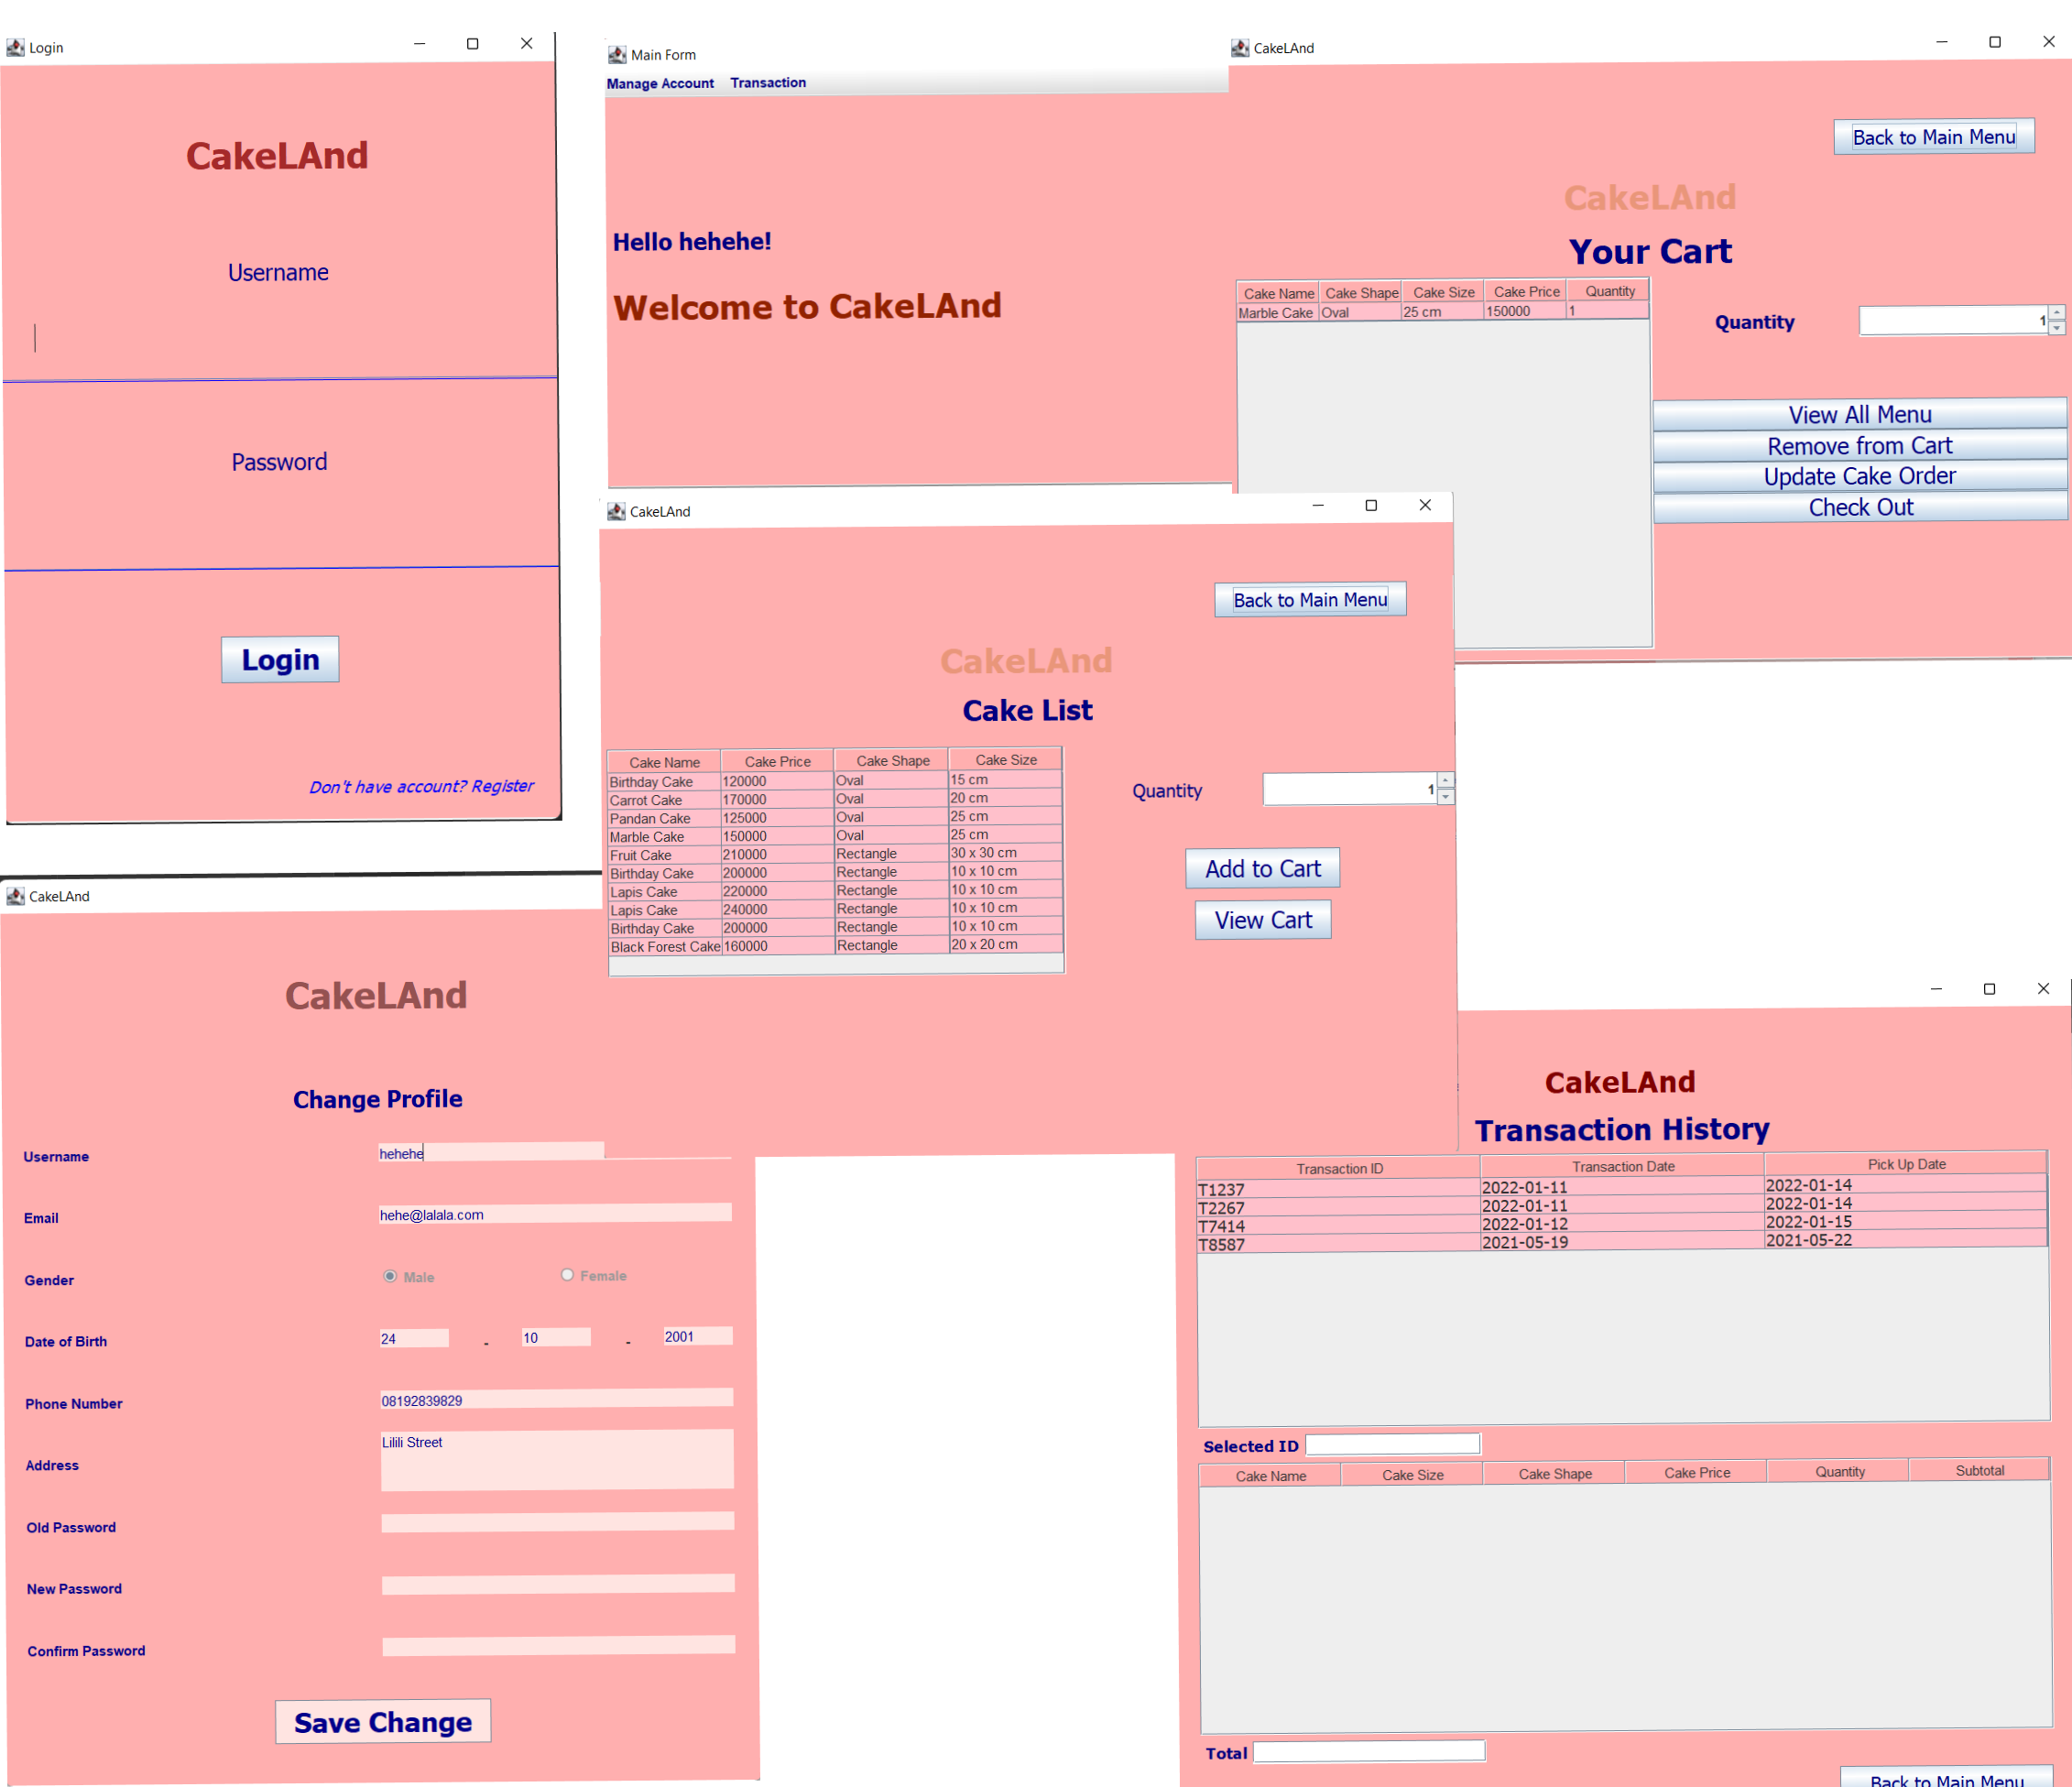 Login
CakeLAnd
Username
Password
Login
Don't have account? Register
Main Form
Manage Account Transaction
Hello hehehe!
Welcome to CakeLAnd
CakeLAnd
Back to Main Menu
CakeLAnd
Your Cart
Cake Name Cake Shape Cake Size Cake Price Quantity
Marble Cake Oval 25 cm 150000 1
Quantity 1
View All Menu
Remove from Cart
Update Cake Order
Check Out
CakeLAnd
Back to Main Menu
CakeLAnd
Cake List
Cake Name Cake Price Cake Shape Cake Size
Birthday Cake 120000 Oval 15 cm
Carrot Cake 170000 Oval 20 cm
Pandan Cake 125000 Oval 25 cm
Marble Cake 150000 Oval 25 cm
Fruit Cake 210000 Rectangle 30 x 30 cm
Birthday Cake 200000 Rectangle 10 x 10 cm
Lapis Cake 220000 Rectangle 10 x 10 cm
Lapis Cake 240000 Rectangle 10 x 10 cm
Birthday Cake 200000 Rectangle 10 x 10 cm
Black Forest Cake 160000 Rectangle 20 x 20 cm
Quantity 1
Add to Cart
View Cart
CakeLAnd
CakeLAnd
Change Profile
Username hehehe
Email hehe@lalala.com
Gender Male Female
Date of Birth 24 - 10 - 2001
Phone Number 08192839829
Address Lilili Street
Old Password
New Password
Confirm Password
Save Change
CakeLAnd
Transaction History
Transaction ID Transaction Date Pick Up Date
T1237 2022-01-11 2022-01-14
T2267 2022-01-11 2022-01-14
T7414 2022-01-12 2022-01-15
T8587 2021-05-19 2021-05-22
Selected ID
Cake Name Cake Size Cake Shape Cake Price Quantity Subtotal
Total
Back to Main Menu